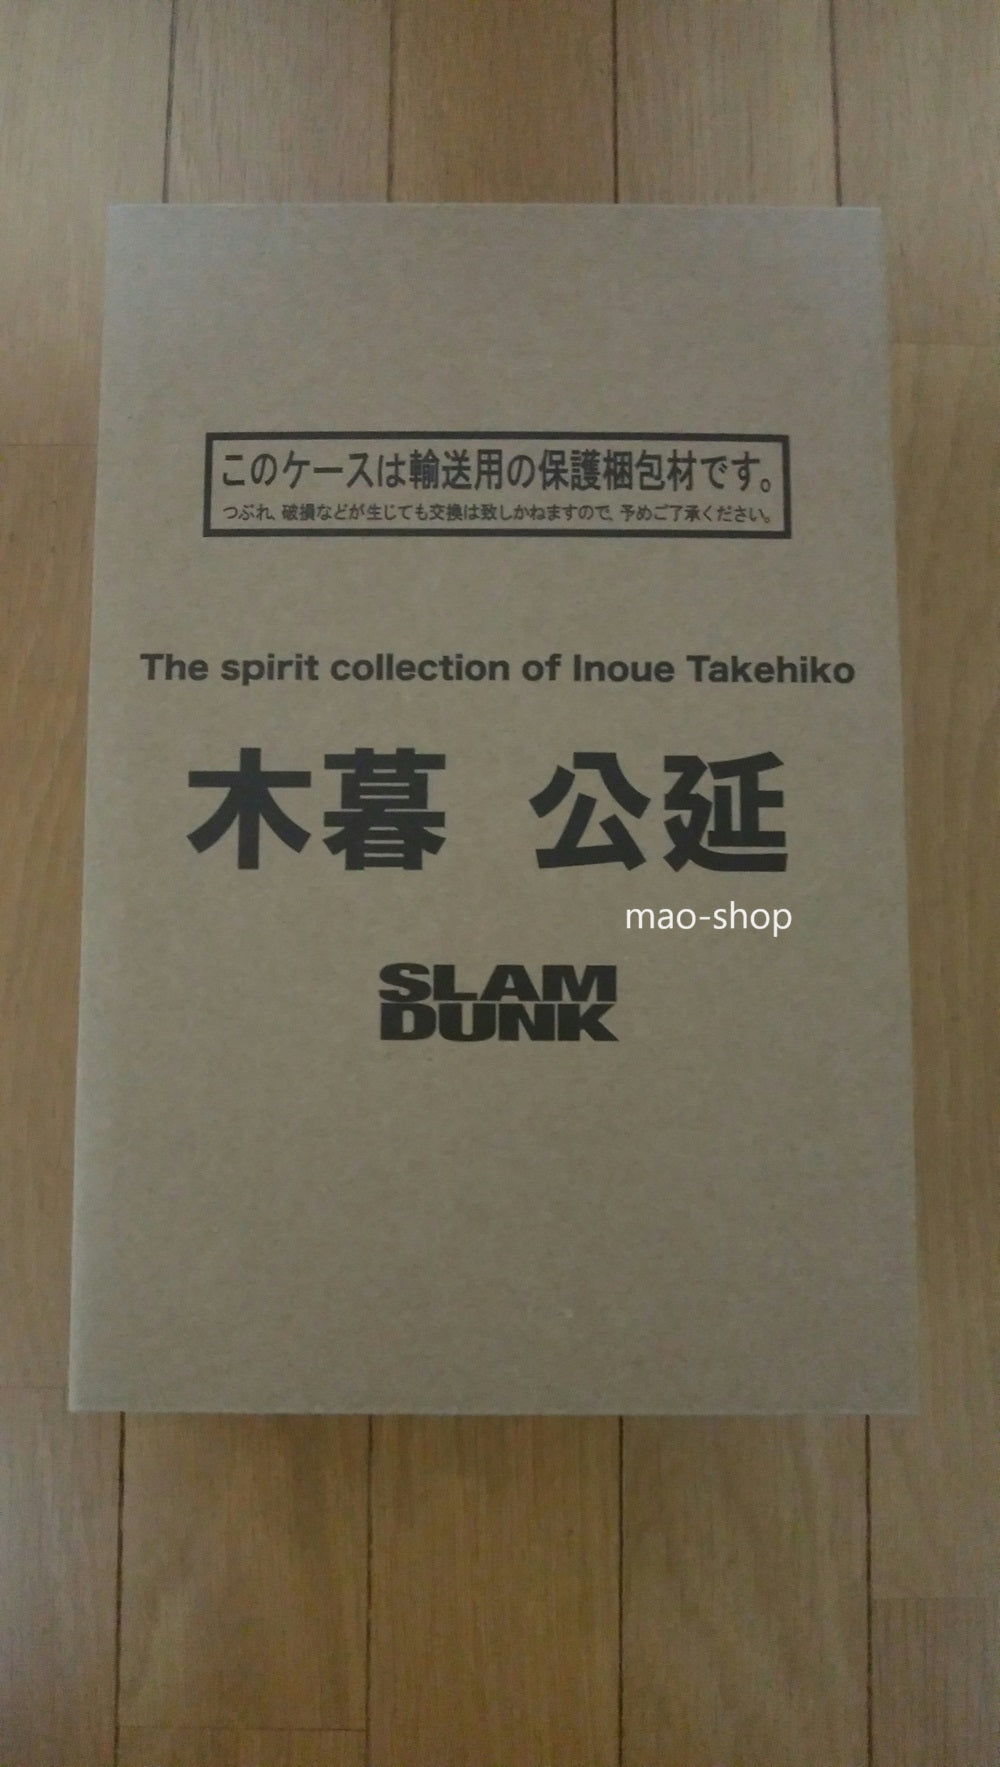 このケースは輸送用の保護梱包材です。
つぶれ、破損などが生じても交換は致しかねますので、予めご了承ください。
The spirit collection of Inoue Takehiko
木暮 公延
mao-shop
SLAM
DUNK